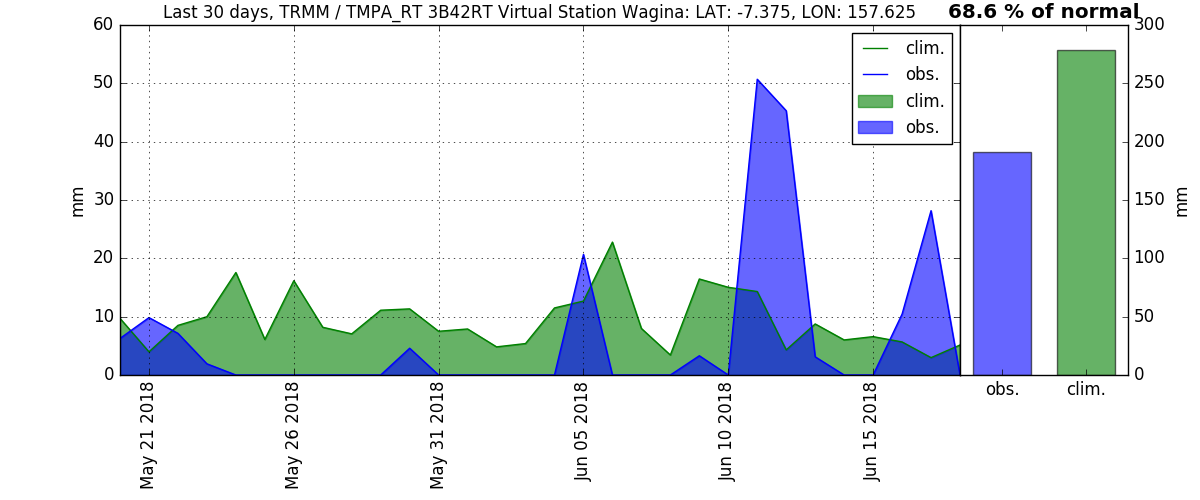 Last 30 days, TRMM / TMPA_RT 3B42RT Virtual Station Wagina: LAT: -7.375, LON: 157.625
68.6 % of normal
60
50
40
30
20
10
0
mm
clim.
obs.
clim.
obs.
May 21 2018
May 26 2018
May 31 2018
Jun 05 2018
Jun 10 2018
Jun 15 2018
300
250
200
150
100
50
0
mm
obs.
clim.